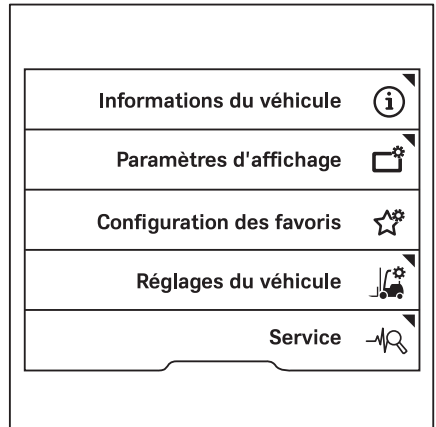 Informations du véhicule
Paramètres d'affichage
Configuration des favoris
Réglages du véhicule
Service